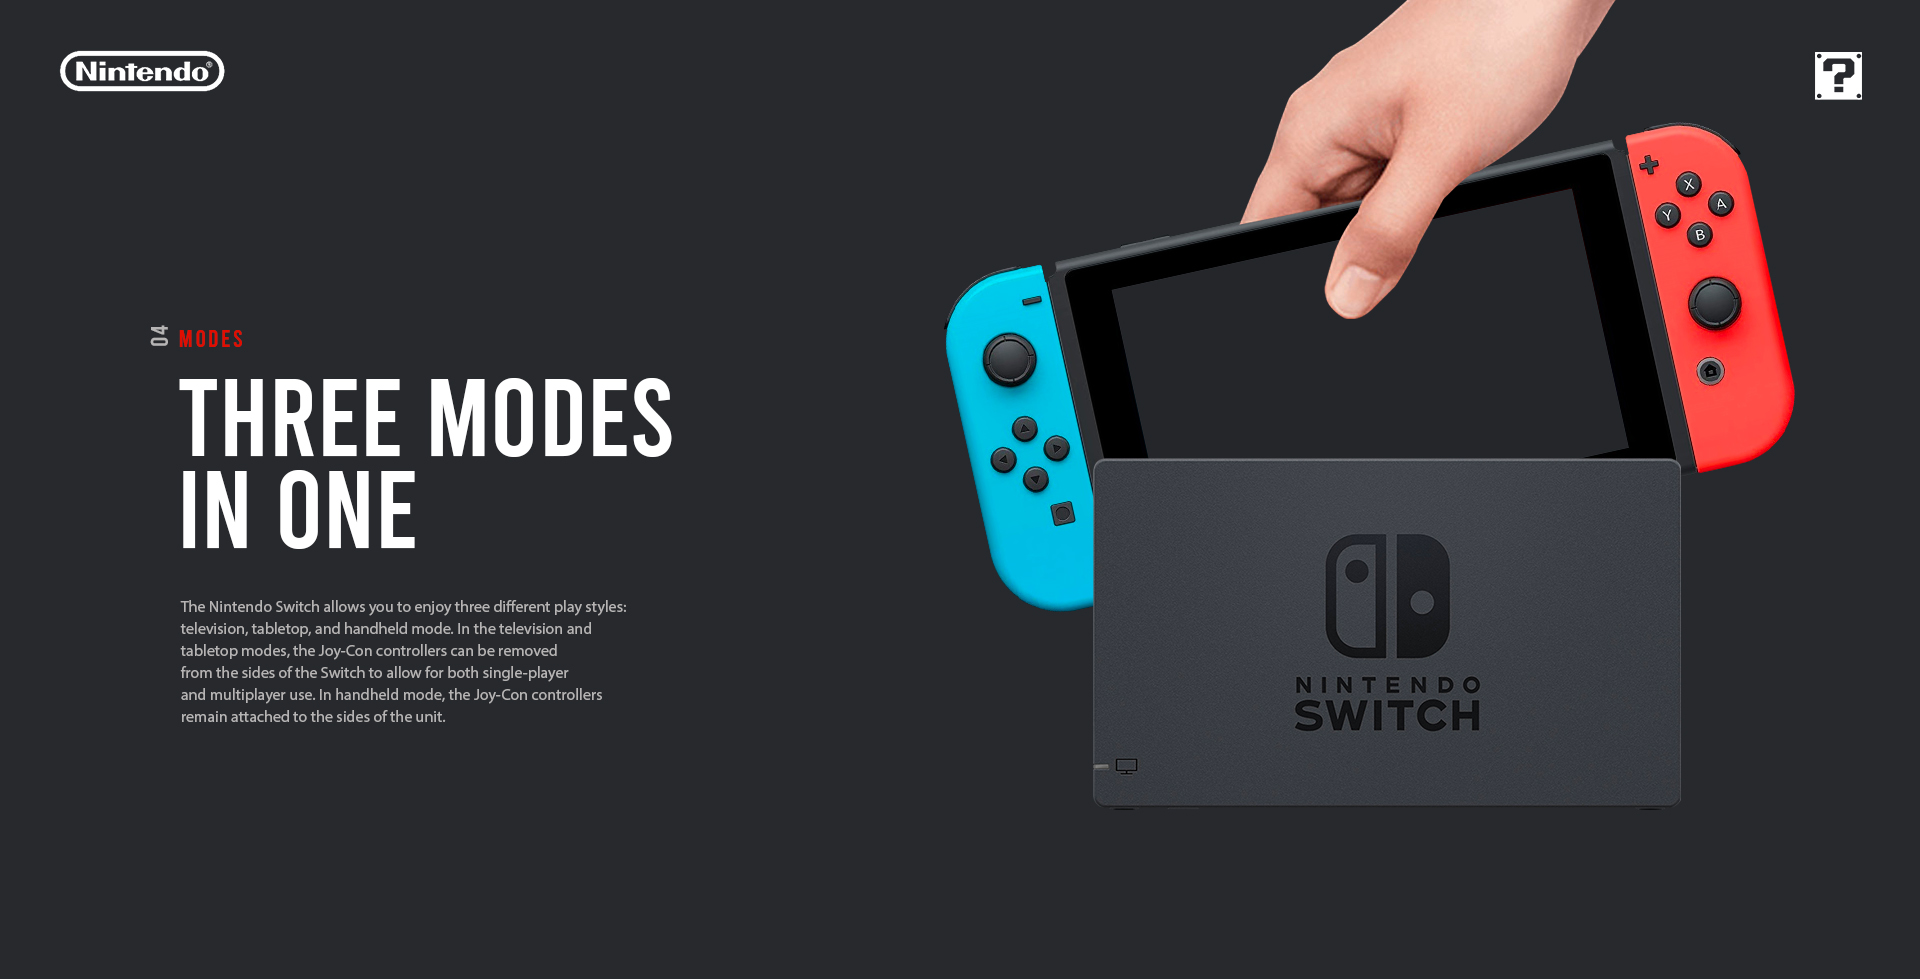 Nintendo®
?
04 MODES
THREE MODES
IN ONE
The Nintendo Switch allows you to enjoy three different play styles:
television, tabletop, and handheld mode. In the television and
tabletop modes, the Joy-Con controllers can be removed
from the sides of the Switch to allow for both single-player
and multiplayer use. In handheld mode, the Joy-Con controllers
remain attached to the sides of the unit.
X
Y A
B
NINTENDO
SWITCH